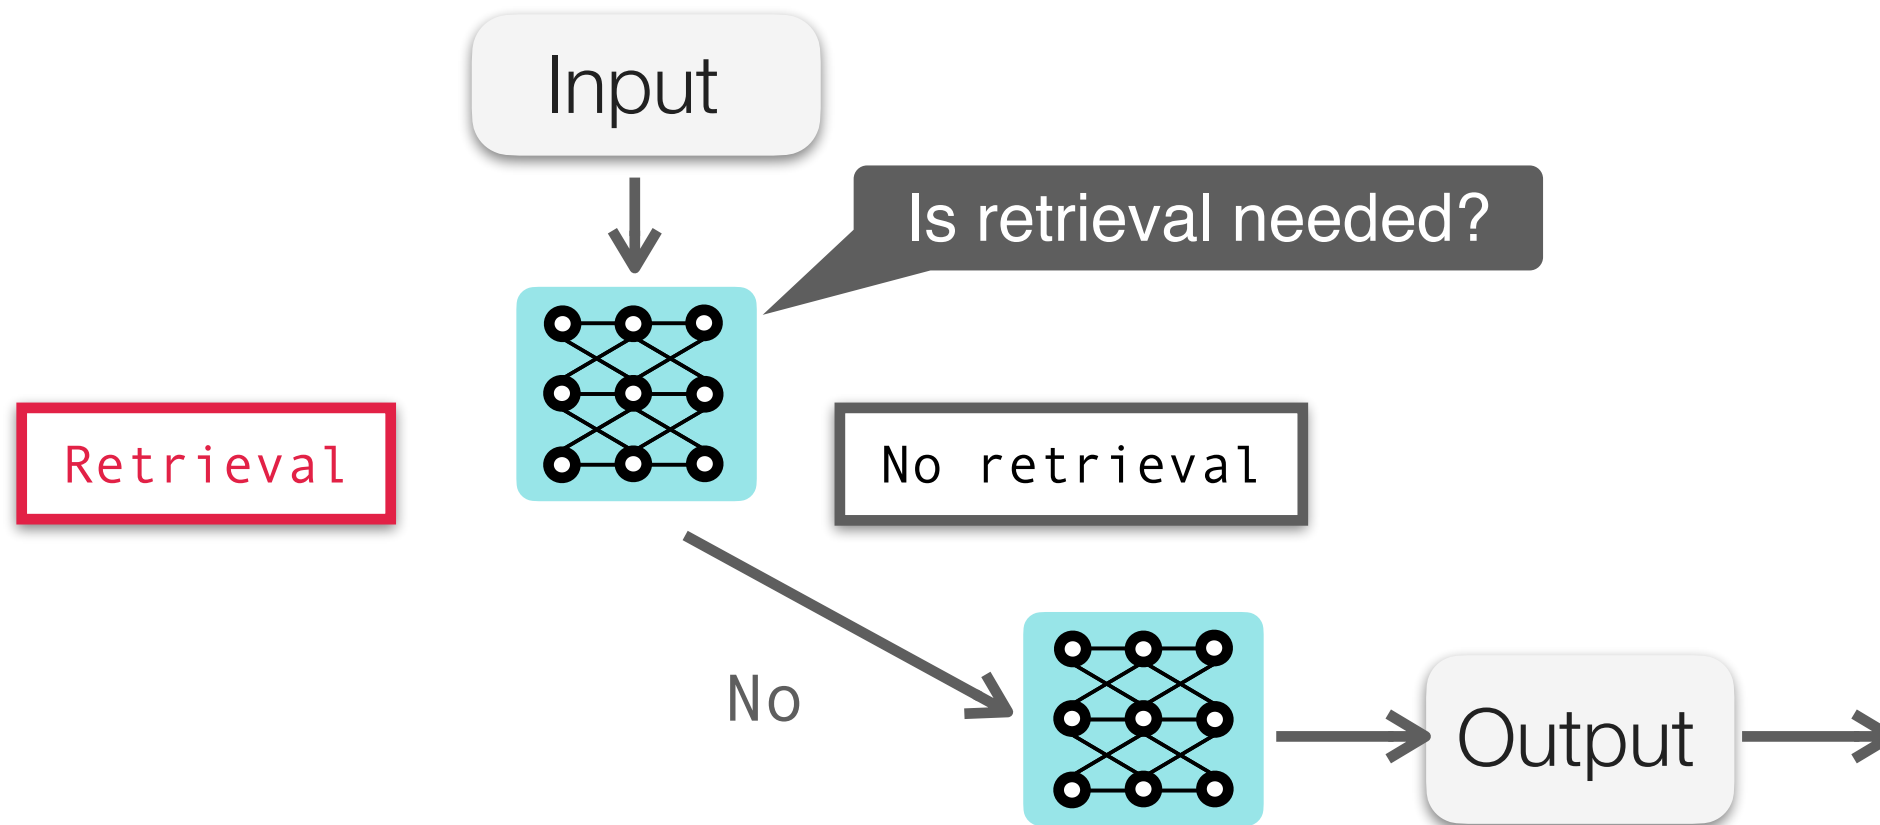 Input
Is retrieval needed?
Retrieval
No retrieval
No
Output